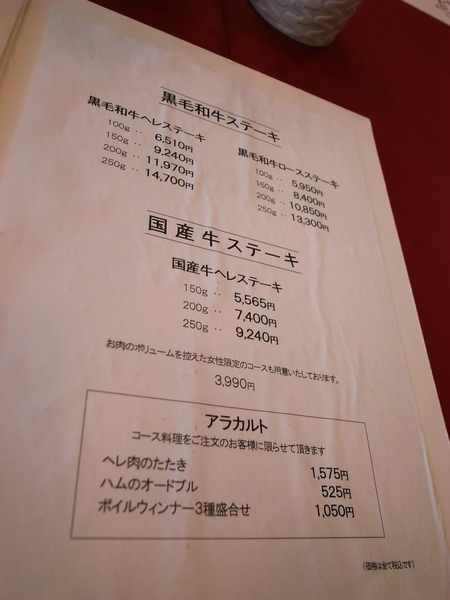 黒毛和牛ステーキ
黒毛和牛ヘレステーキ
100g ‥ 6,510円
150g ‥ 9,240円
200g ‥ 11,970円
250g ‥ 14,700円
黒毛和牛ロースステーキ
100g ‥ 5,950円
150g ‥ 8,400円
200g ‥ 10,850円
250g ‥ 13,300円
国産牛ステーキ
国産牛ヘレステーキ
150g ‥ 5,565円
200g ‥ 7,400円
250g ‥ 9,240円
お肉のボリュームを控えた女性限定のコースも用意いたしております。
3,990円
アラカルト
コース料理をご注文のお客様に限らせて頂きます
ヘレ肉のたたき 1,575円
ハムのオードブル 525円
ボイルウィンナー3種盛合せ 1,050円
(価格は全て税込です)